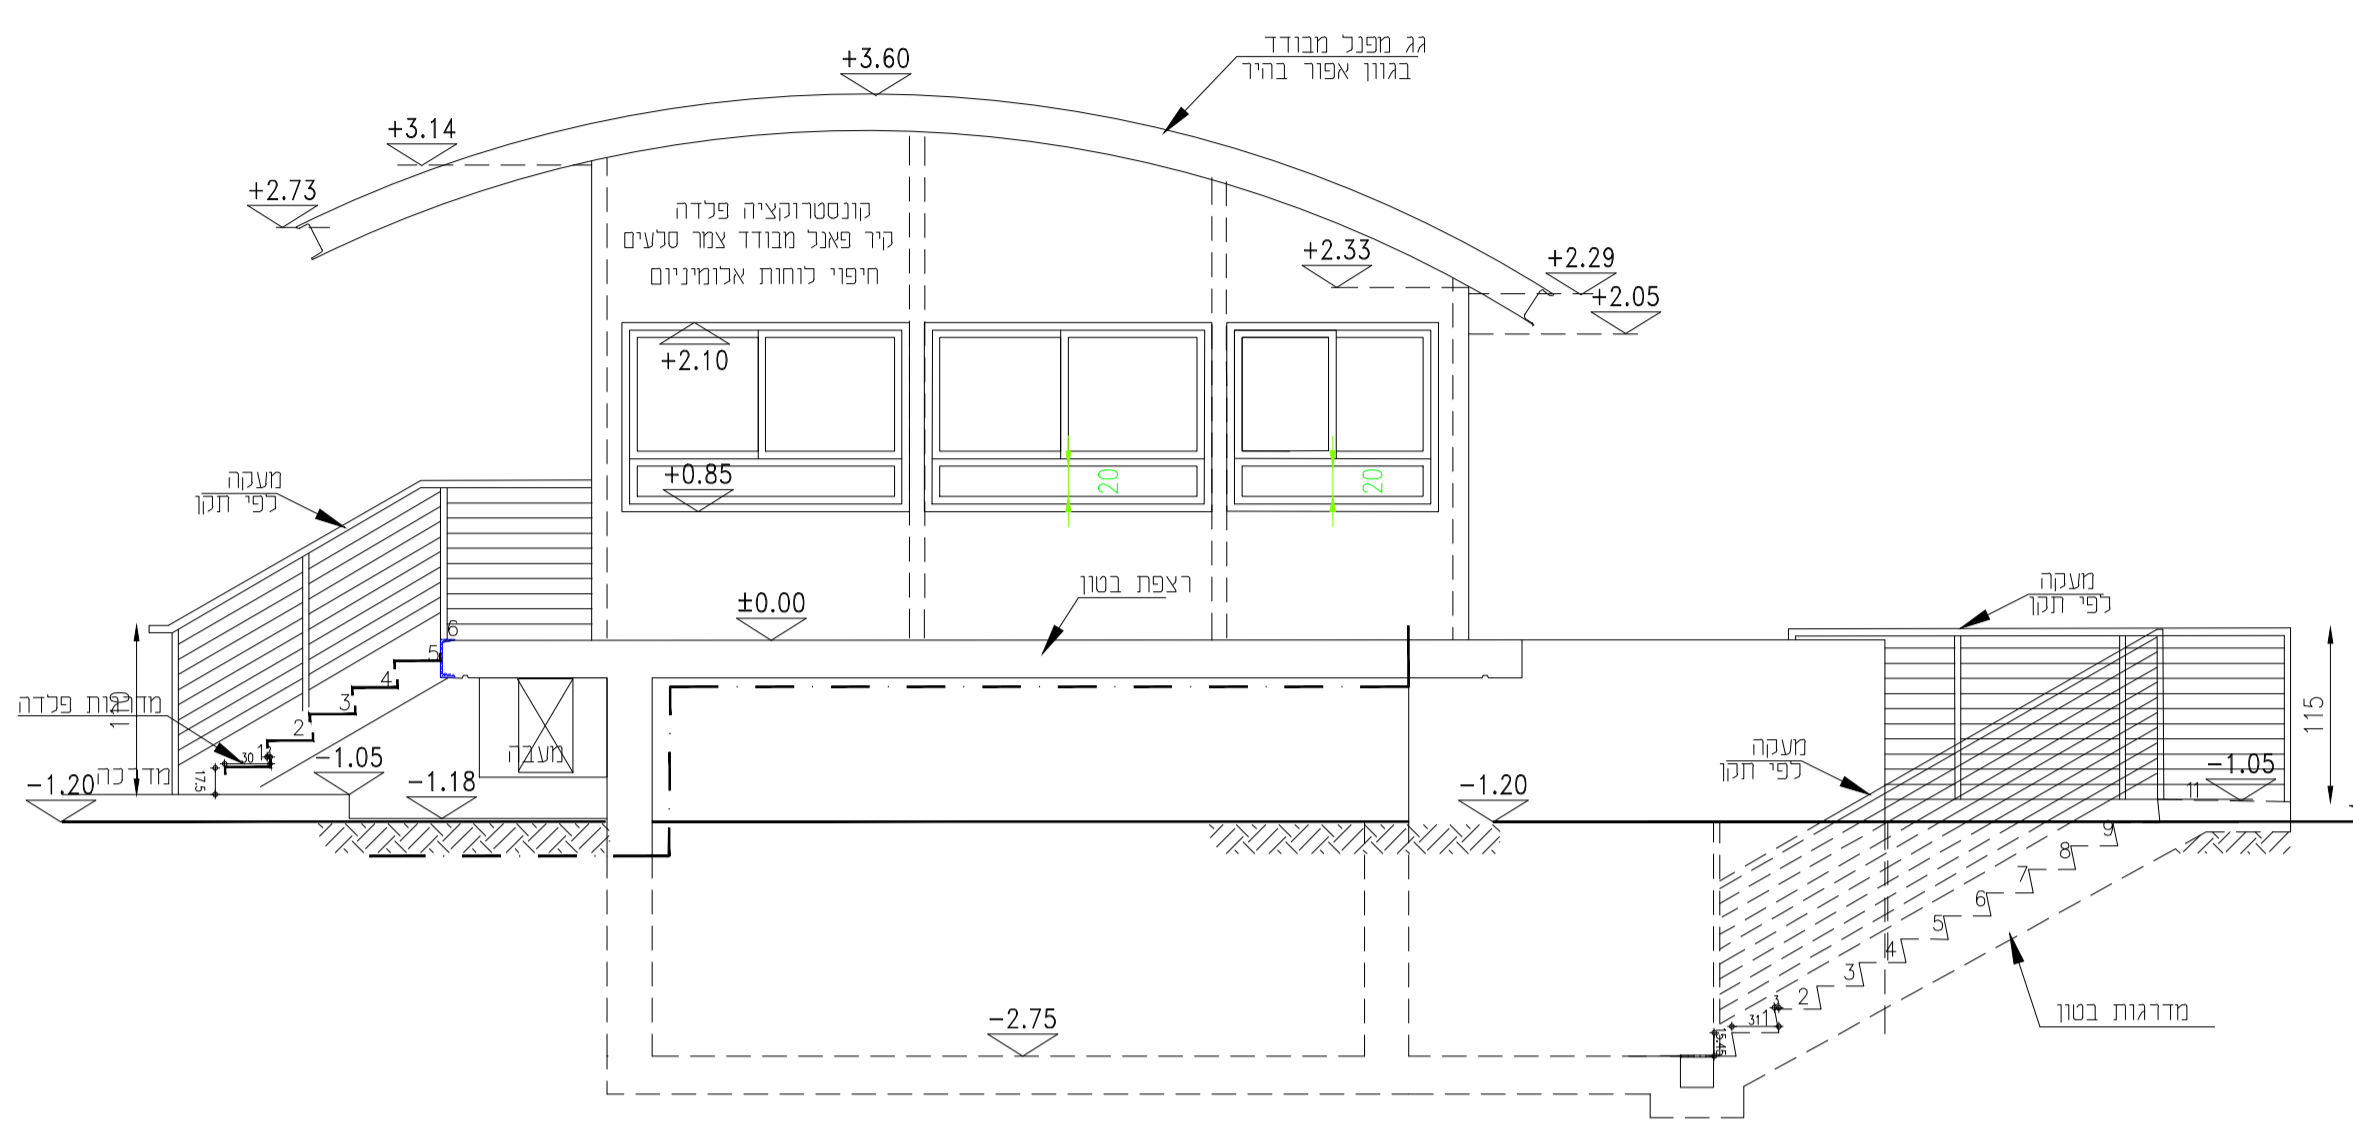 גג מפנל מבודד
בגוון אפור בהיר
+3.60
+3.14
+2.73
קונסטרוקציה פלדה
קיר פאנל מבודד צמר סלעים
חיפוי לוחות אלומיניום
+2.33
+2.29
+2.05
+2.10
+0.85
20
20
מעקה
לפי תקן
±0.00
רצפת בטון
מעקה
לפי תקן
6
5
4
3
2
1
30
17.5
מדרגות פלדה
מדרכה
-1.20
-1.05
-1.18
מעבה
-1.20
מעקה
לפי תקן
115
-1.05
11
9
8
7
6
5
4
3
2
1
3
31
15.45
-2.75
מדרגות בטון